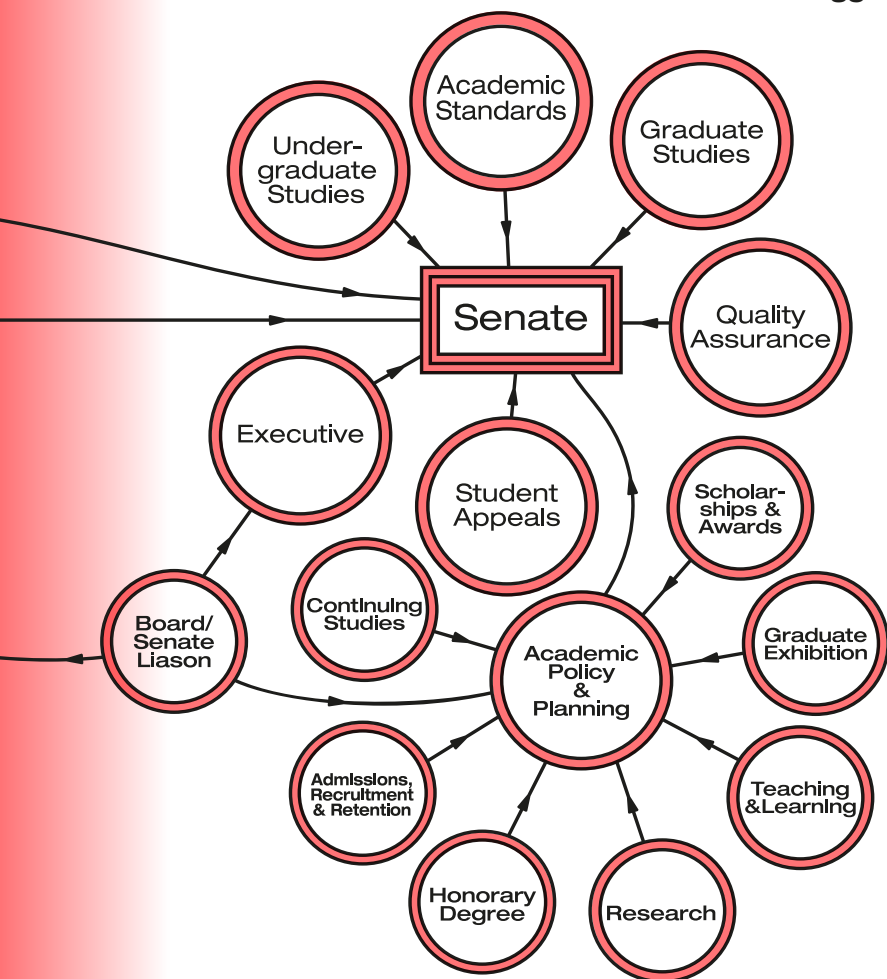 Academic
Standards
Graduate
Studies
Under-
graduate
Studies
Senate
Quality
Assurance
Executive
Student
Appeals
Scholar-
ships &
Awards
Continuing
Studies
Board/
Senate
Liason
Academic
Policy
&
Planning
Graduate
Exhibition
Admissions,
Recruitment
& Retention
Teaching
&Learning
Honorary
Degree
Research